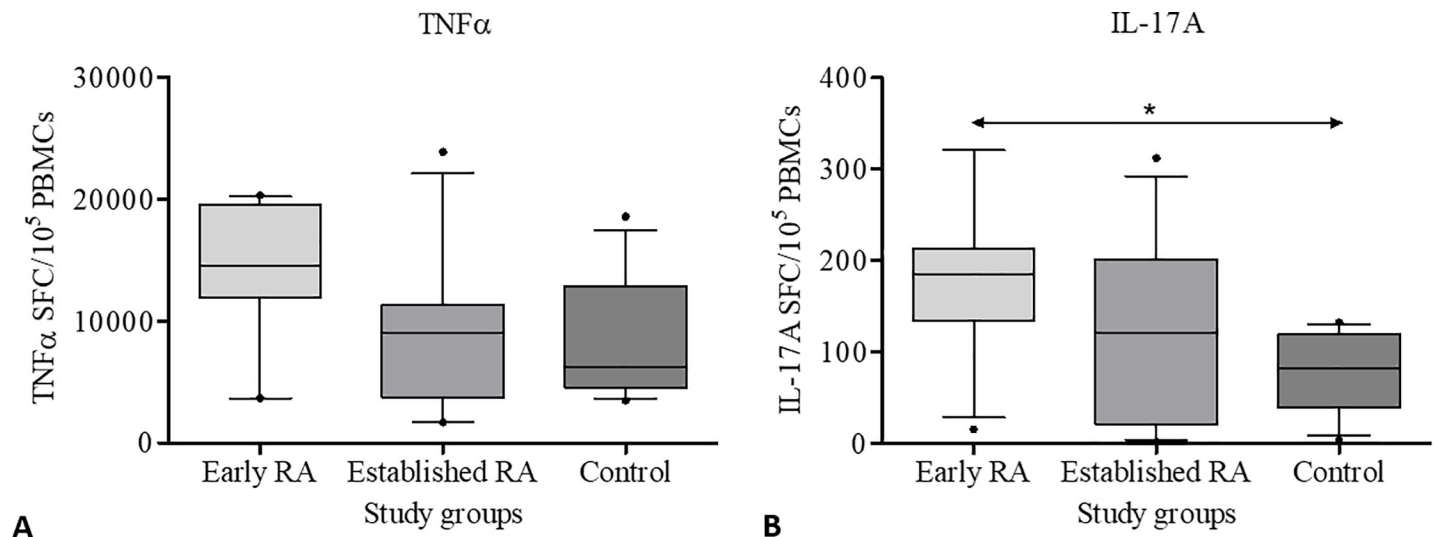 TNFα
30000
20000
10000
0
TNFα SFC/10⁵ PBMCs
Early RA Established RA Control
Study groups
A
IL-17A
400
300
200
100
0
IL-17A SFC/10⁵ PBMCs
*
Early RA Established RA Control
Study groups
B